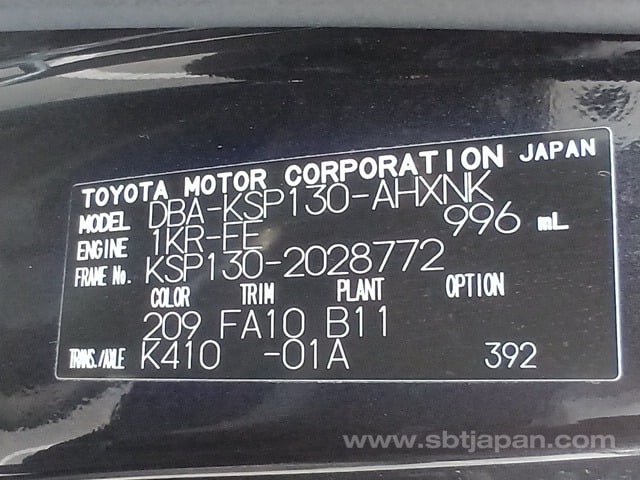 TOYOTA MOTOR CORPORATION JAPAN
MODEL DBA-KSP130-AHXNK
ENGINE 1KR-FE 996 mL
FRAME No. KSP130-2028772
COLOR TRIM PLANT OPTION
209 FA10 B11
TRANS./AXLE K410 -01A 392
www.sbtjapan.com